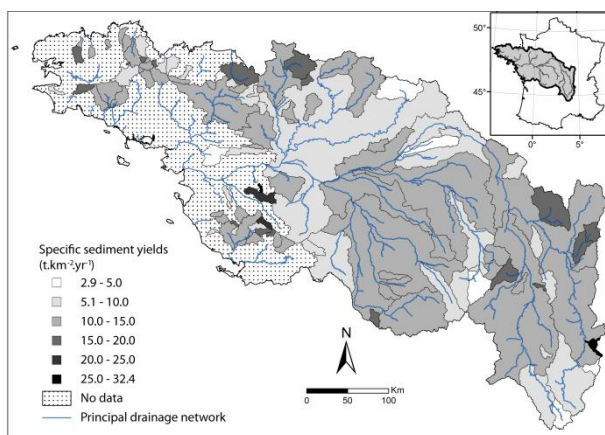 50°
45°
0°
5°
Specific sediment yields
(t.km⁻².yr⁻¹)
2.9 - 5.0
5.1 - 10.0
10.0 - 15.0
15.0 - 20.0
20.0 - 25.0
25.0 - 32.4
No data
Principal drainage network
N
Km
0 50 100